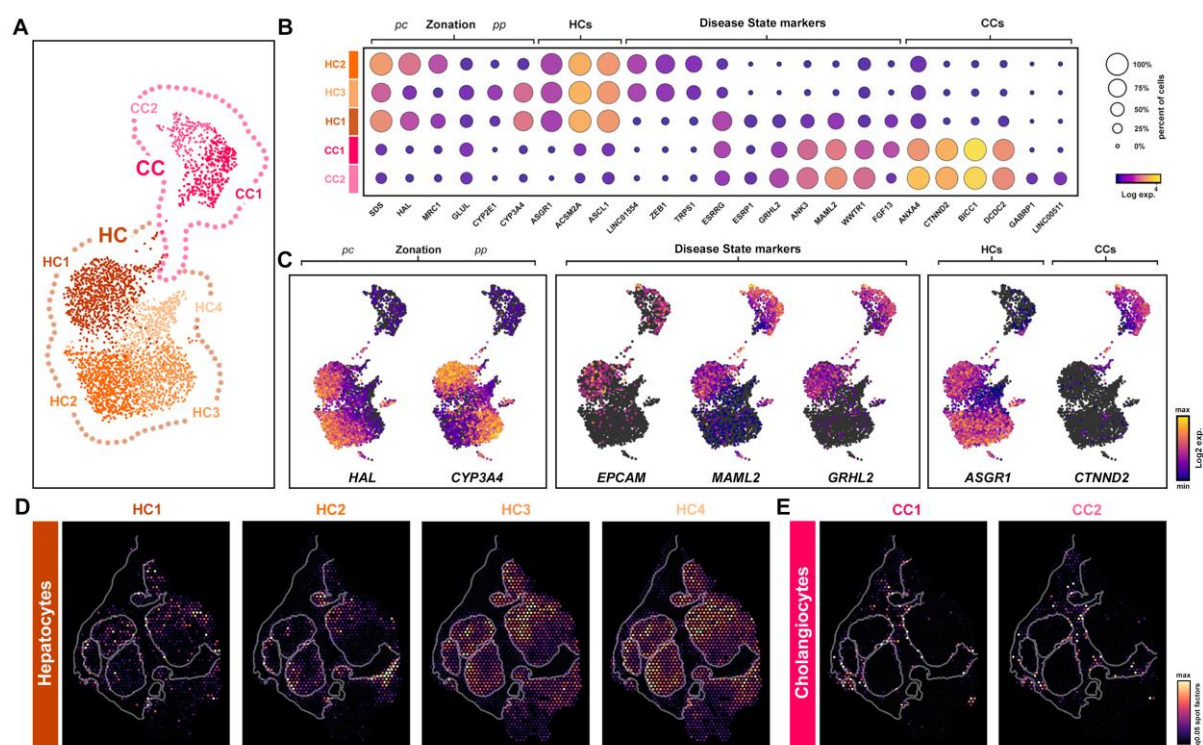 A
CC2
CC
CC1
HC
HC1
HC4
HC2
HC3
B
pc Zonation pp HCs Disease State markers CCs
HC2
HC3
HC1
CC1
CC2
SDS HAL MRC1 GLUL CYP2E1 CYP3A4 ASGR1 ACSM2A ASCL1 LINC01554 ZEB1 TRPS1 ESRRG ESRP1 GRHL2 ANK3 MAML2 WWTR1 FGF13 ANXA4 CTNND2 BICC1 DCDC2 GABRP1 LINC00511
100%
75%
50%
25%
0%
percent of cells
4
Log exp.
C
pc Zonation pp Disease State markers HCs CCs
HAL CYP3A4 EPCAM MAML2 GRHL2 ASGR1 CTNND2
max
min
Log2 exp.
D
HC1 HC2 HC3 HC4
Hepatocytes
E
CC1 CC2
Cholangiocytes
max
q0.05 spot factors